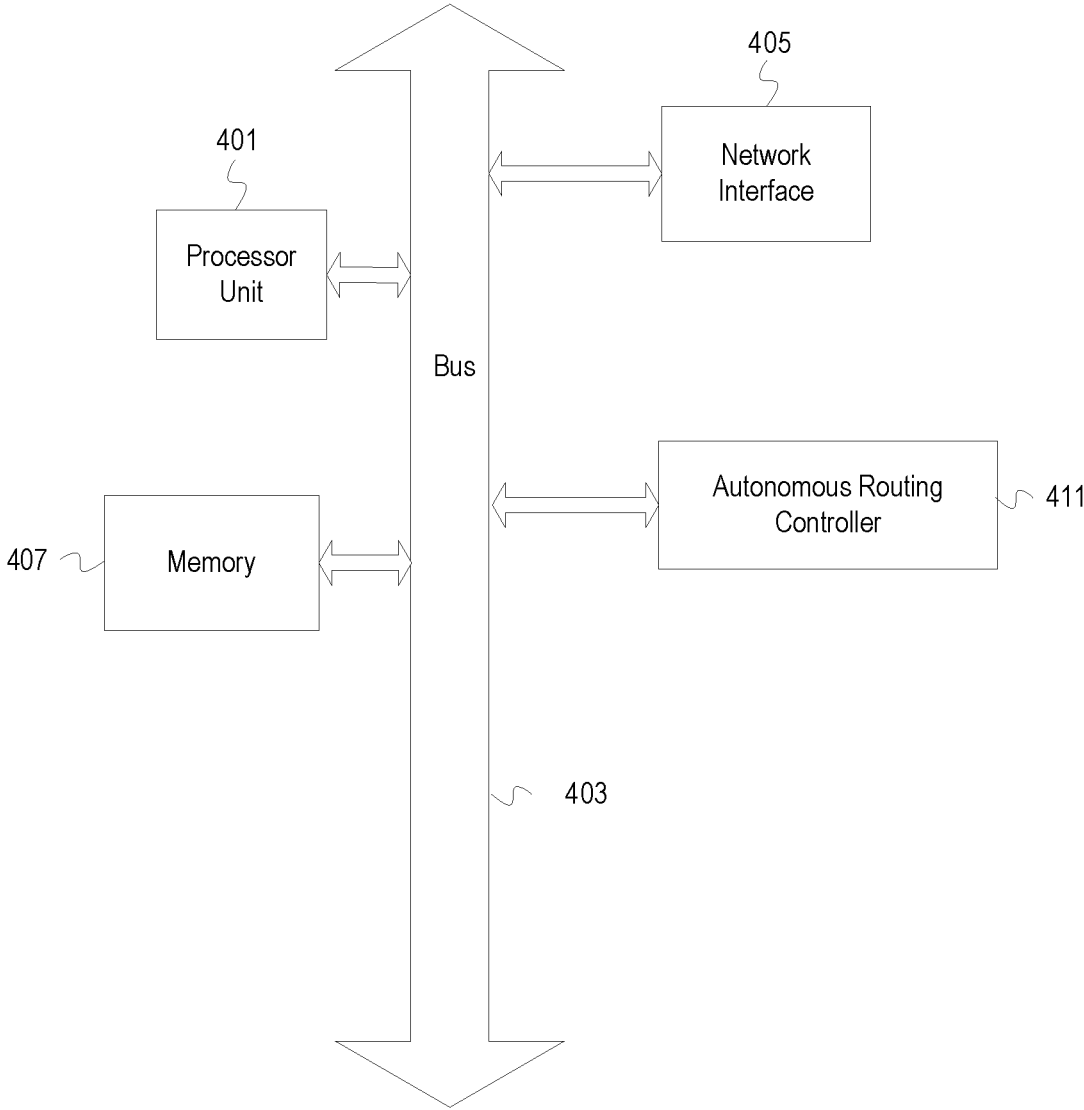 405
Network
Interface
401
Processor
Unit
Bus
Autonomous Routing
Controller
411
407
Memory
403